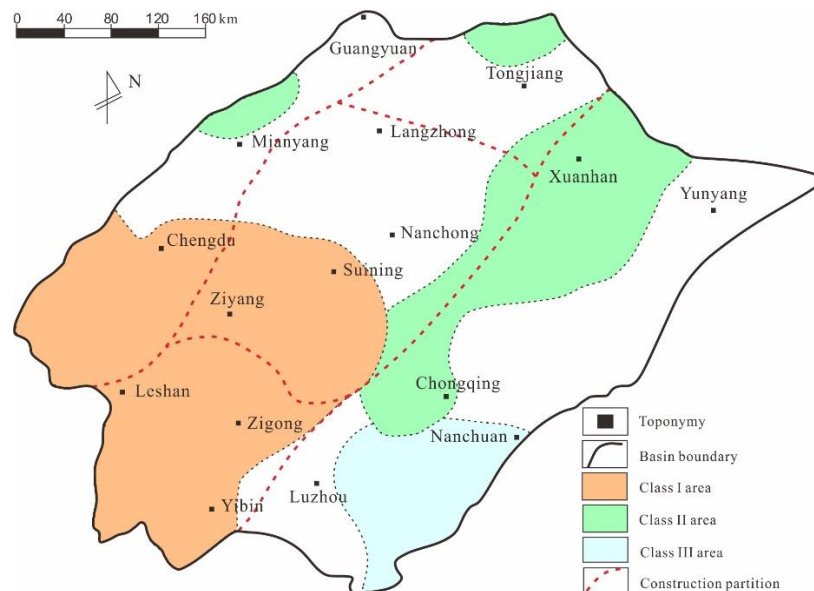 0 40 80 120 160 km
Guangyuan
N
Tongjiang
Mianyang
Langzhong
Xuanhan
Yunyang
Chengdu
Nanchong
Suining
Ziyang
Leshan
Chongqing
Zigong
Nanchuan
Luzhou
Yibin
Toponymy
Basin boundary
Class I area
Class II area
Class III area
Construction partition